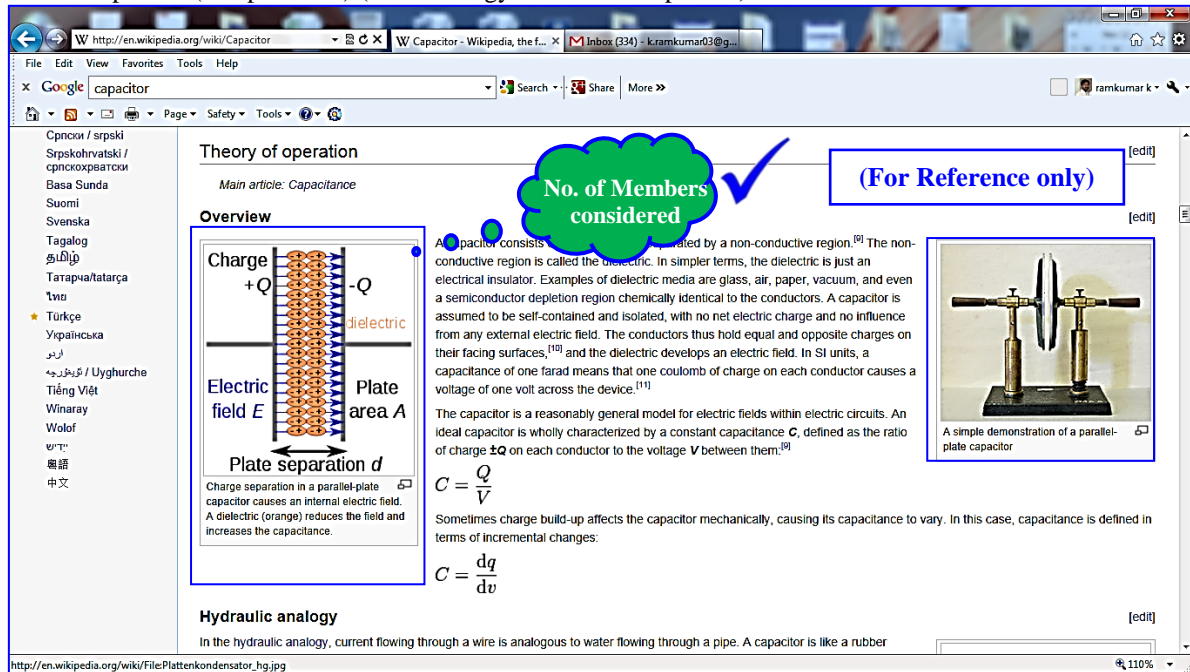 W http://en.wikipedia.org/wiki/Capacitor
W Capacitor - Wikipedia, the f...
Inbox (334) - k.ramkumar03@g...
File Edit View Favorites Tools Help
x Google capacitor Search Share More »
ramkumar k
Page Safety Tools
Српски / srpski
Srpskohrvatski /
српскохрватски
Basa Sunda
Suomi
Svenska
Tagalog
தமிழ்
Татарча/tatarça
ไทย
Türkçe
Українська
اردو
ئۇيغۇرچە / Uyghurche
Tiếng Việt
Winaray
Wolof
ייִדיש
粵語
中文
Theory of operation [edit]
Main article: Capacitance
No. of Members
considered
(For Reference only)
Overview [edit]
Charge
+Q
-Q
dielectric
Electric
field E
Plate
area A
Plate separation d
Charge separation in a parallel-plate
capacitor causes an internal electric field.
A dielectric (orange) reduces the field and
increases the capacitance.
A capacitor consists by a non-conductive region.[9] The non-
conductive region is called the dielectric. In simpler terms, the dielectric is just an
electrical insulator. Examples of dielectric media are glass, air, paper, vacuum, and even
a semiconductor depletion region chemically identical to the conductors. A capacitor is
assumed to be self-contained and isolated, with no net electric charge and no influence
from any external electric field. The conductors thus hold equal and opposite charges on
their facing surfaces,[10] and the dielectric develops an electric field. In SI units, a
capacitance of one farad means that one coulomb of charge on each conductor causes a
voltage of one volt across the device.[11]
The capacitor is a reasonably general model for electric fields within electric circuits. An
ideal capacitor is wholly characterized by a constant capacitance C, defined as the ratio
of charge ±Q on each conductor to the voltage V between them:[9]
C = Q/V
Sometimes charge build-up affects the capacitor mechanically, causing its capacitance to vary. In this case, capacitance is defined in
terms of incremental changes:
C = dq/dv
A simple demonstration of a parallel-
plate capacitor
Hydraulic analogy [edit]
In the hydraulic analogy, current flowing through a wire is analogous to water flowing through a pipe. A capacitor is like a rubber
http://en.wikipedia.org/wiki/File:Plattenkondensator_hg.jpg
110%